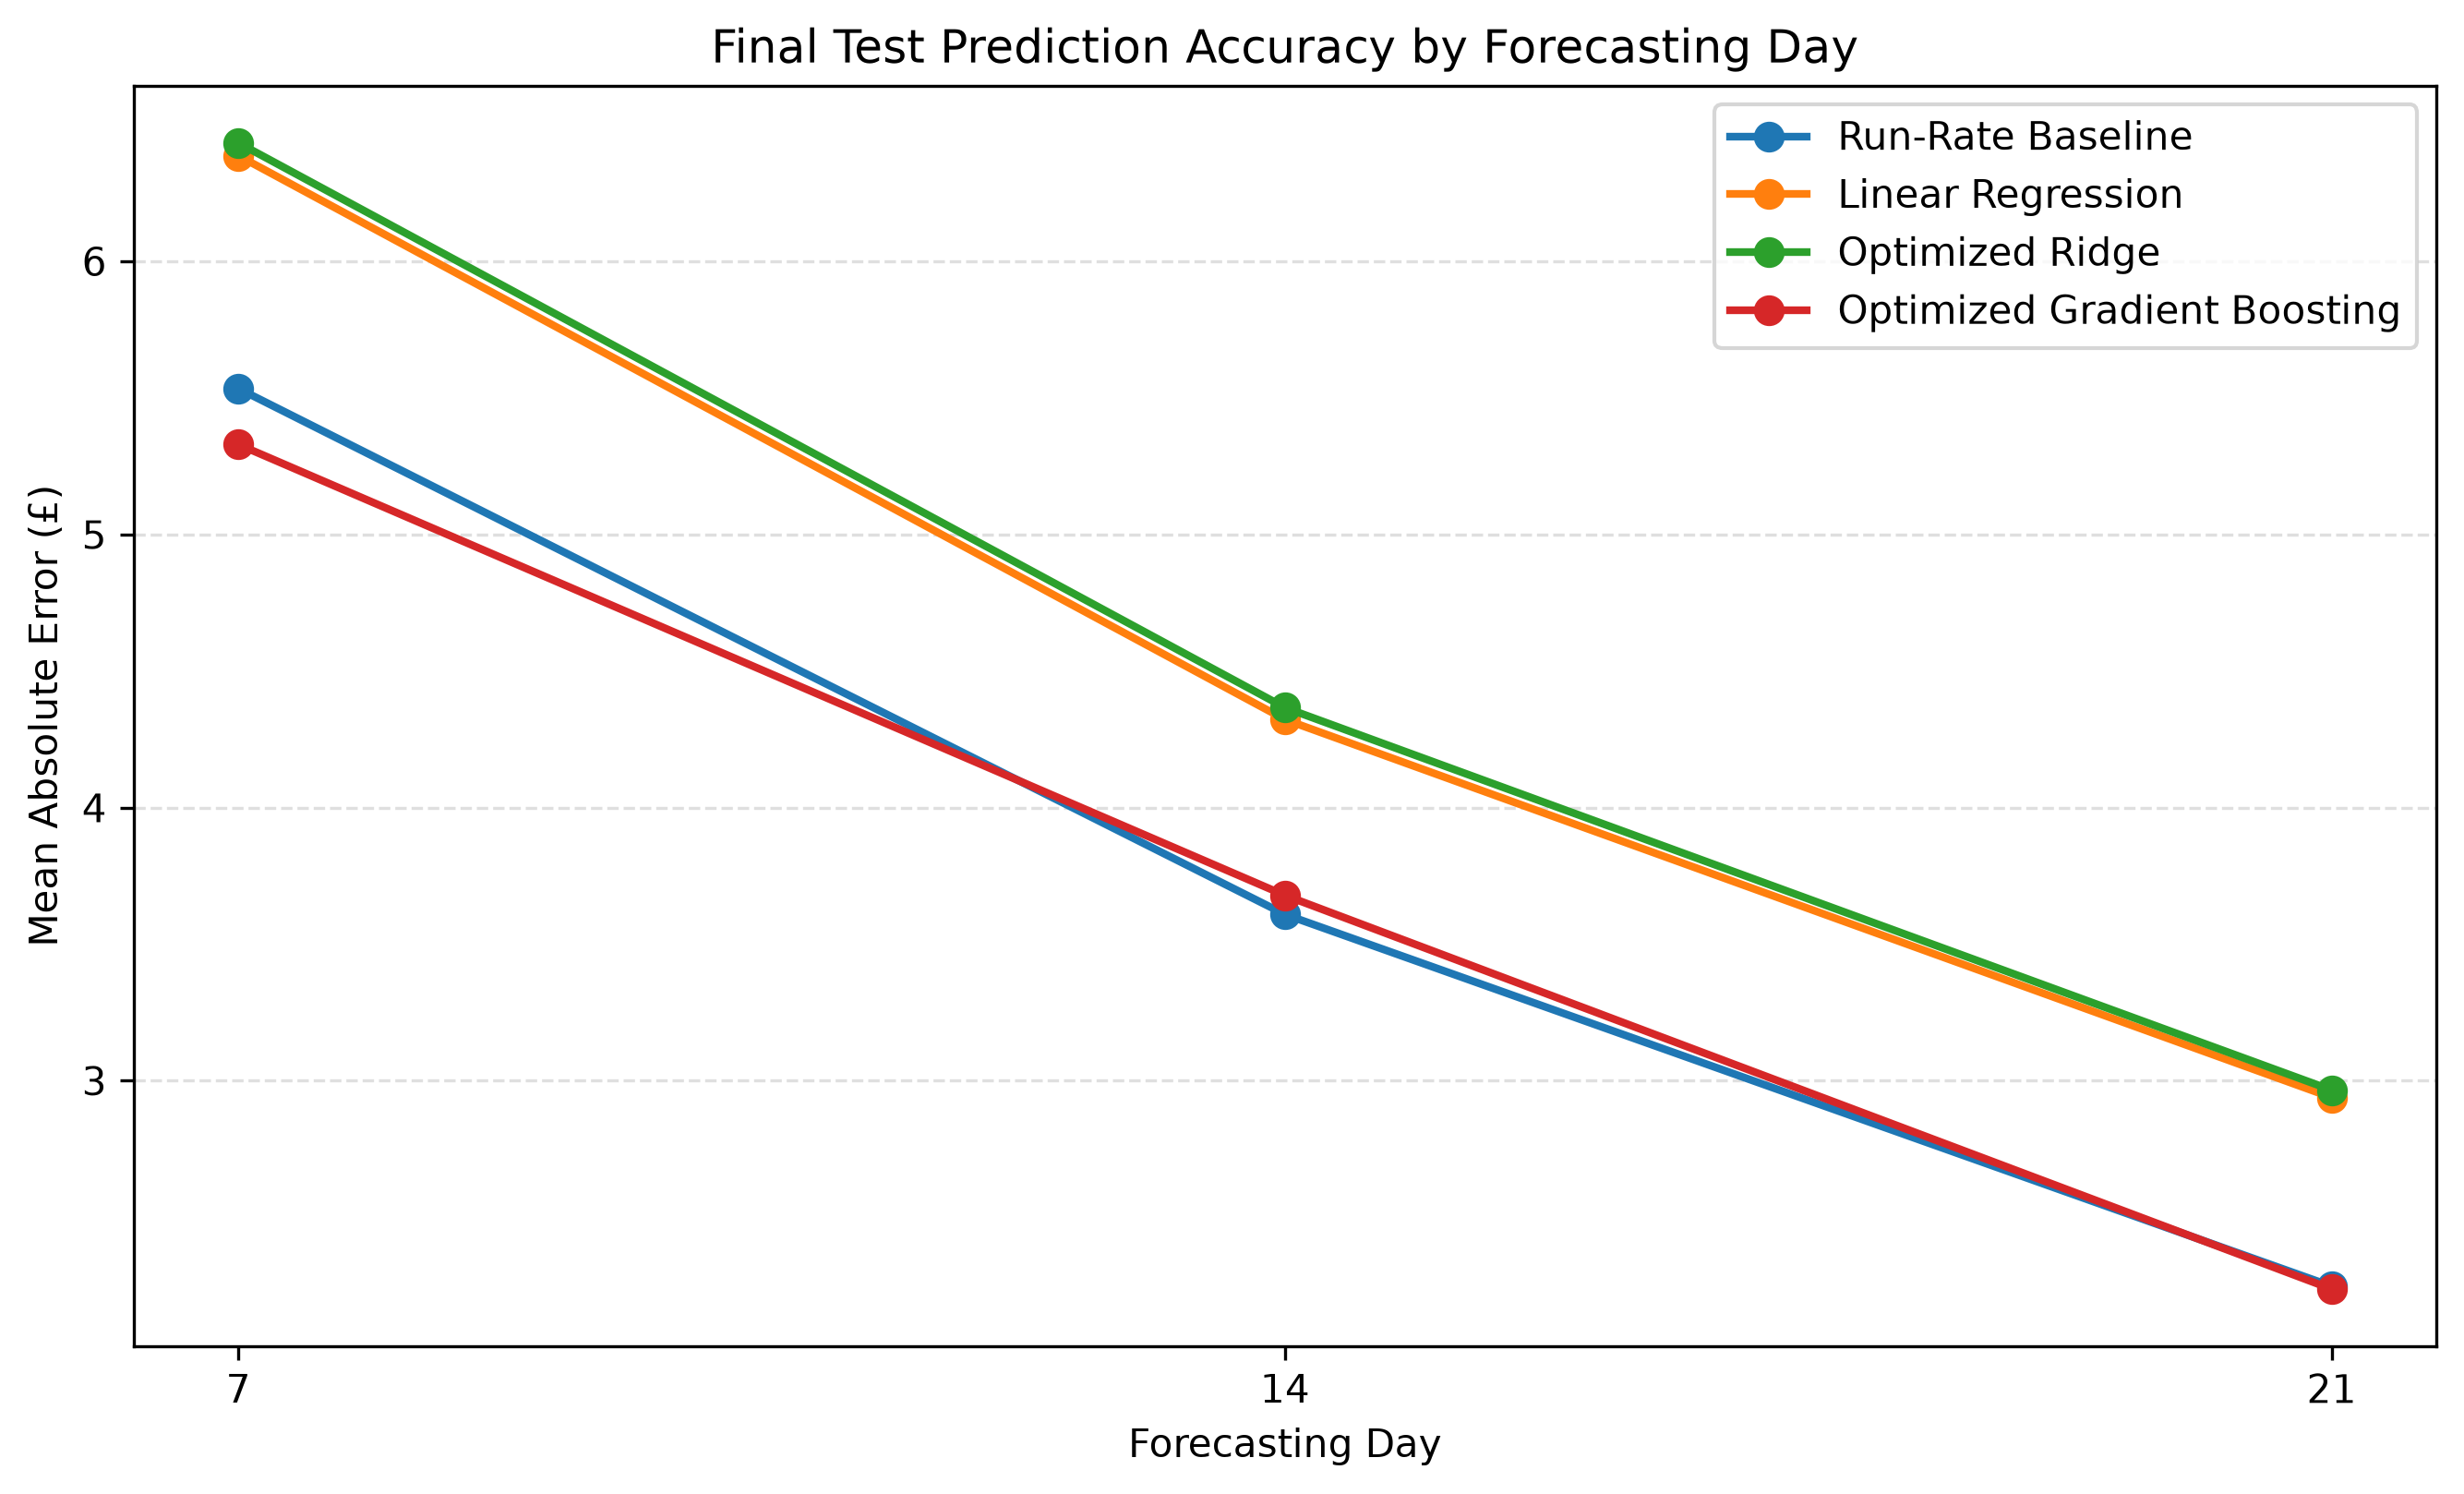 Final Test Prediction Accuracy by Forecasting Day
Run-Rate Baseline
Linear Regression
Optimized Ridge
Optimized Gradient Boosting
Mean Absolute Error (£)
6
5
4
3
7
14
21
Forecasting Day